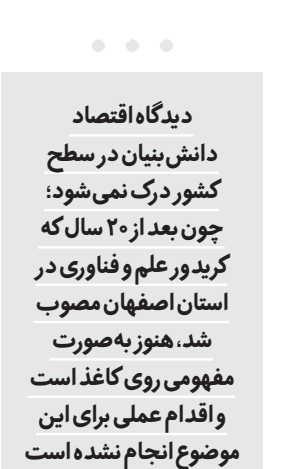 دیدگاه اقتصاد
دانش‌بنیان در سطح
کشور درک نمی‌شود؛
چون بعد از ۲۰ سال که
کریدور علم و فناوری در
استان اصفهان مصوب
شد، هنوز به‌صورت
مفهومی روی کاغذ است
و اقدام عملی برای این
موضوع انجام نشده است